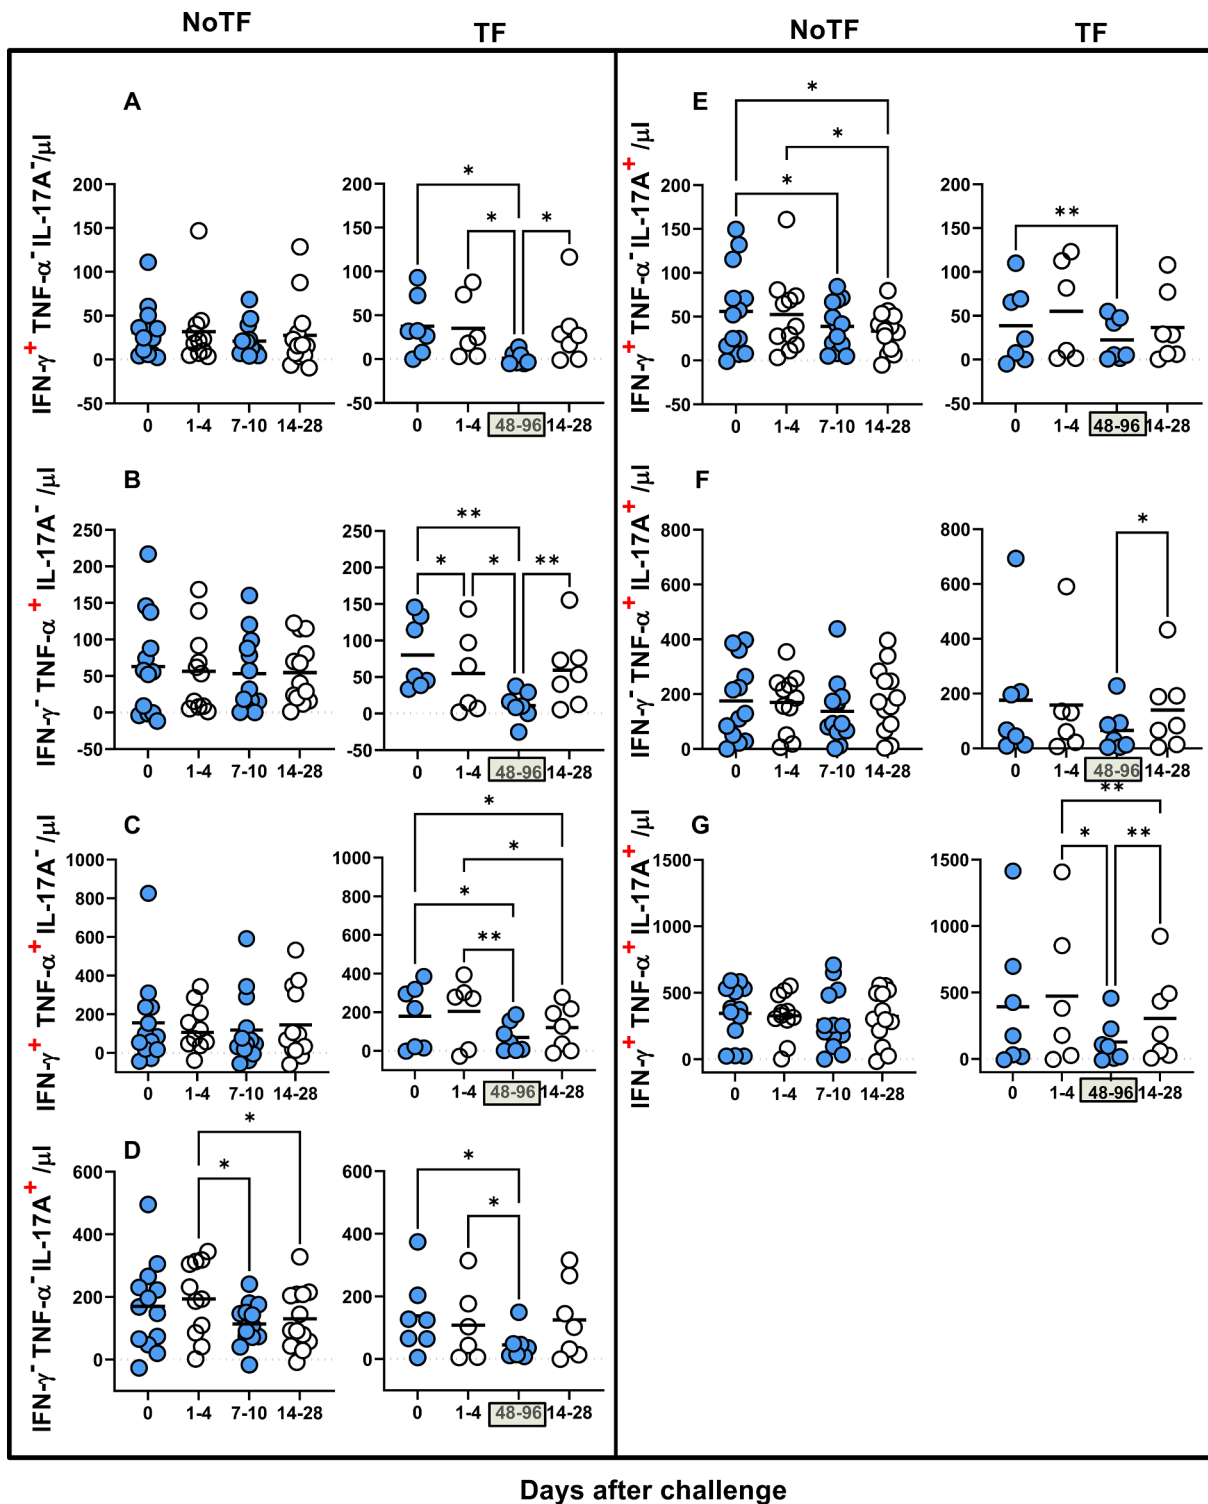 NoTF
TF
NoTF
TF
A
IFN-γ+ TNF-α- IL-17A-/μl
200
150
100
50
0
-50
0 1-4 7-10 14-28
*
* *
200
150
100
50
0
-50
0 1-4 48-96 14-28
B
IFN-γ- TNF-α+ IL-17A- /μl
250
200
150
100
50
0
-50
0 1-4 7-10 14-28
**
* * **
250
200
150
100
50
0
-50
0 1-4 48-96 14-28
C
IFN-γ+ TNF-α+ IL-17A- /μl
1000
800
600
400
200
0
0 1-4 7-10 14-28
*
*
*
**
1000
800
600
400
200
0
0 1-4 48-96 14-28
D
IFN-γ- TNF-α- IL-17A+ /μl
*
*
600
400
200
0
0 1-4 7-10 14-28
*
*
600
400
200
0
0 1-4 48-96 14-28
E
IFN-γ+ TNF-α- IL-17A+ /μl
*
*
*
200
150
100
50
0
-50
0 1-4 7-10 14-28
**
200
150
100
50
0
-50
0 1-4 48-96 14-28
F
IFN-γ- TNF-α+ IL-17A+ /μl
800
600
400
200
0
0 1-4 7-10 14-28
*
800
600
400
200
0
0 1-4 48-96 14-28
G
IFN-γ+ TNF-α+ IL-17A+ /μl
1500
1000
500
0
0 1-4 7-10 14-28
**
* **
1500
1000
500
0
0 1-4 48-96 14-28
Days after challenge